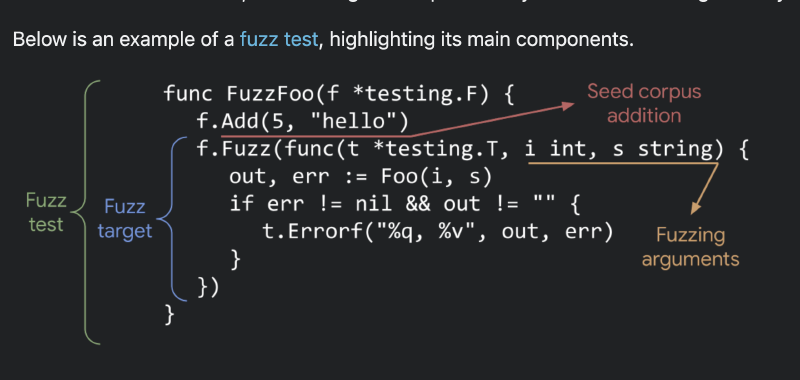 Below is an example of a fuzz test, highlighting its main components.
func FuzzFoo(f *testing.F) {
f.Add(5, "hello")
f.Fuzz(func(t *testing.T, i int, s string) {
out, err := Foo(i, s)
if err != nil && out != "" {
t.Errorf("%q, %v", out, err)
}
})
}
Seed corpus
addition
Fuzz
test
Fuzz
target
Fuzzing
arguments